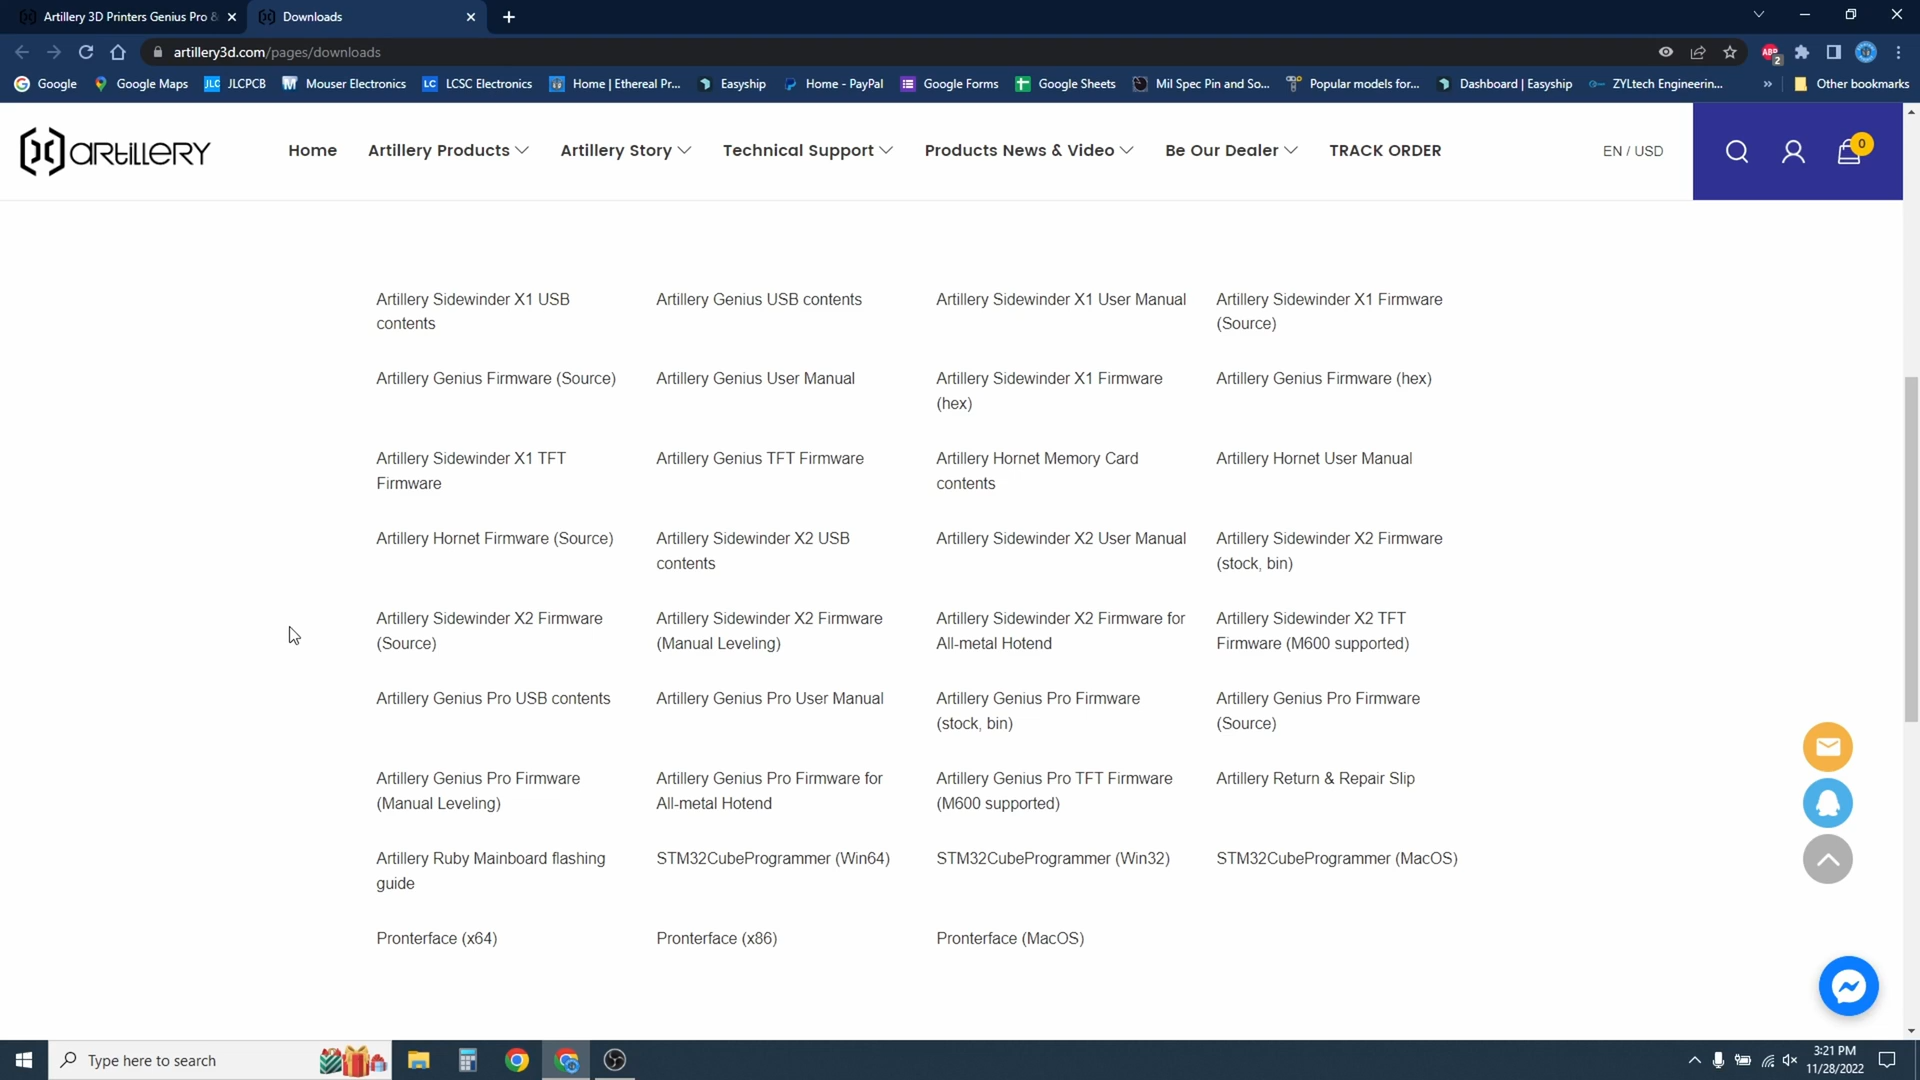 Artillery 3D Printers Genius Pro &
Downloads
artillery3d.com/pages/downloads
Google
Google Maps
JLCPCB
Mouser Electronics
LCSC Electronics
Home | Ethereal Pr...
Easyship
Home - PayPal
Google Forms
Google Sheets
Mil Spec Pin and So...
Popular models for...
Dashboard | Easyship
ZYLtech Engineerin...
Other bookmarks
ARTILLERY
Home
Artillery Products
Artillery Story
Technical Support
Products News & Video
Be Our Dealer
TRACK ORDER
EN / USD
0
Artillery Sidewinder X1 USB
contents
Artillery Genius USB contents
Artillery Sidewinder X1 User Manual
Artillery Sidewinder X1 Firmware
(Source)
Artillery Genius Firmware (Source)
Artillery Genius User Manual
Artillery Sidewinder X1 Firmware
(hex)
Artillery Genius Firmware (hex)
Artillery Sidewinder X1 TFT
Firmware
Artillery Genius TFT Firmware
Artillery Hornet Memory Card
contents
Artillery Hornet User Manual
Artillery Hornet Firmware (Source)
Artillery Sidewinder X2 USB
contents
Artillery Sidewinder X2 User Manual
Artillery Sidewinder X2 Firmware
(stock, bin)
Artillery Sidewinder X2 Firmware
(Source)
Artillery Sidewinder X2 Firmware
(Manual Leveling)
Artillery Sidewinder X2 Firmware for
All-metal Hotend
Artillery Sidewinder X2 TFT
Firmware (M600 supported)
Artillery Genius Pro USB contents
Artillery Genius Pro User Manual
Artillery Genius Pro Firmware
(stock, bin)
Artillery Genius Pro Firmware
(Source)
Artillery Genius Pro Firmware
(Manual Leveling)
Artillery Genius Pro Firmware for
All-metal Hotend
Artillery Genius Pro TFT Firmware
(M600 supported)
Artillery Return & Repair Slip
Artillery Ruby Mainboard flashing
guide
STM32CubeProgrammer (Win64)
STM32CubeProgrammer (Win32)
STM32CubeProgrammer (MacOS)
Pronterface (x64)
Pronterface (x86)
Pronterface (MacOS)
Type here to search
3:21 PM
11/28/2022